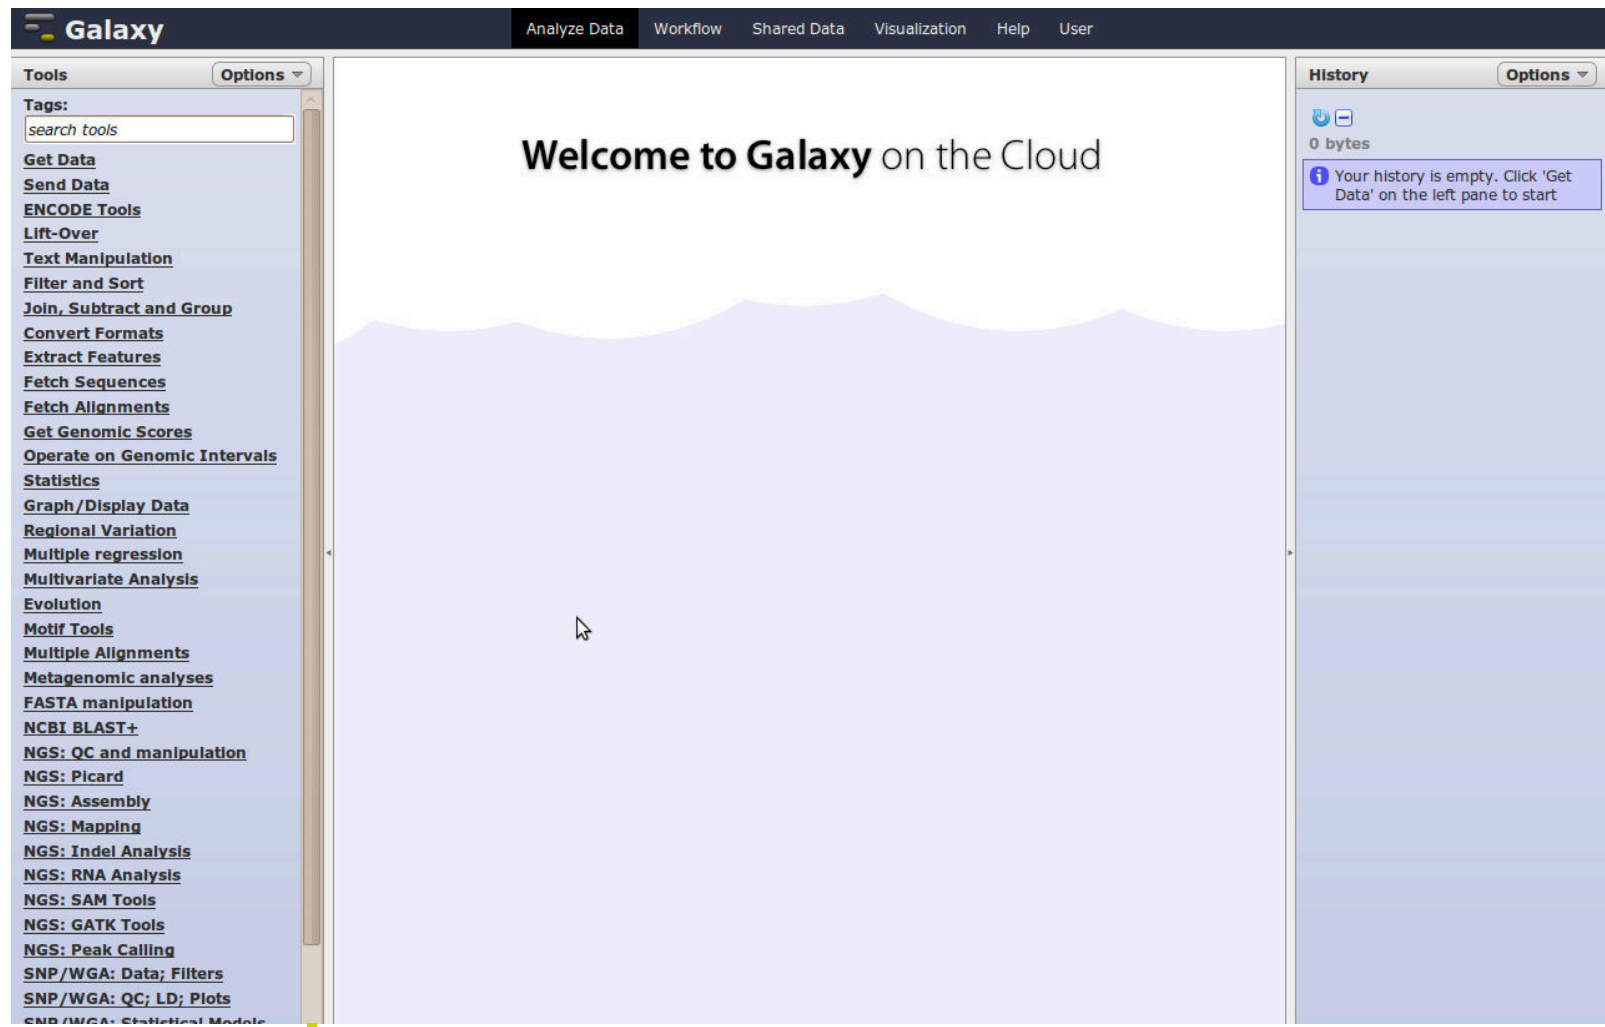 Galaxy
Analyze Data Workflow Shared Data Visualization Help User
Tools Options
Tags:
search tools
Get Data
Send Data
ENCODE Tools
Lift-Over
Text Manipulation
Filter and Sort
Join, Subtract and Group
Convert Formats
Extract Features
Fetch Sequences
Fetch Alignments
Get Genomic Scores
Operate on Genomic Intervals
Statistics
Graph/Display Data
Regional Variation
Multiple regression
Multivariate Analysis
Evolution
Motif Tools
Multiple Alignments
Metagenomic analyses
FASTA manipulation
NCBI BLAST+
NGS: QC and manipulation
NGS: Picard
NGS: Assembly
NGS: Mapping
NGS: Indel Analysis
NGS: RNA Analysis
NGS: SAM Tools
NGS: GATK Tools
NGS: Peak Calling
SNP/WGA: Data; Filters
SNP/WGA: QC; LD; Plots
SNP/WGA: Statistical Models
Welcome to Galaxy on the Cloud
History Options
0 bytes
Your history is empty. Click 'Get
Data' on the left pane to start